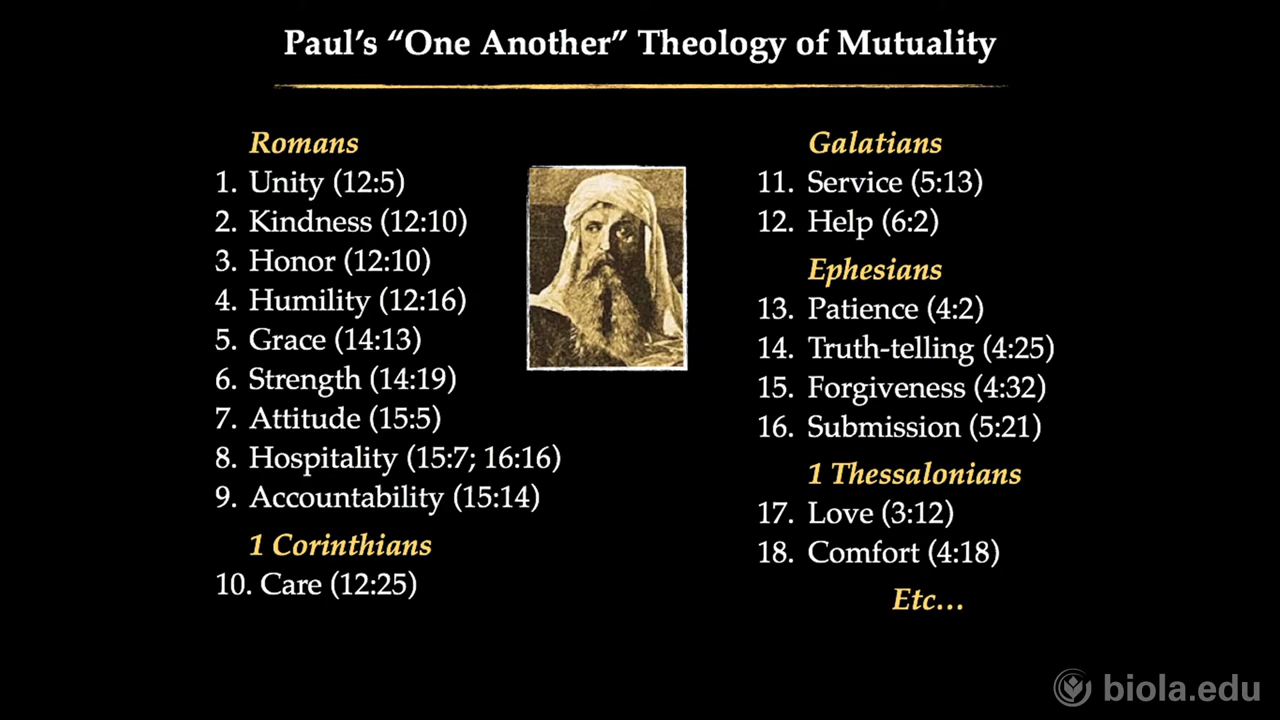 Paul's “One Another” Theology of Mutuality
Romans
1. Unity (12:5)
2. Kindness (12:10)
3. Honor (12:10)
4. Humility (12:16)
5. Grace (14:13)
6. Strength (14:19)
7. Attitude (15:5)
8. Hospitality (15:7; 16:16)
9. Accountability (15:14)
1 Corinthians
10. Care (12:25)
Galatians
11. Service (5:13)
12. Help (6:2)
Ephesians
13. Patience (4:2)
14. Truth-telling (4:25)
15. Forgiveness (4:32)
16. Submission (5:21)
1 Thessalonians
17. Love (3:12)
18. Comfort (4:18)
Etc…
biola.edu